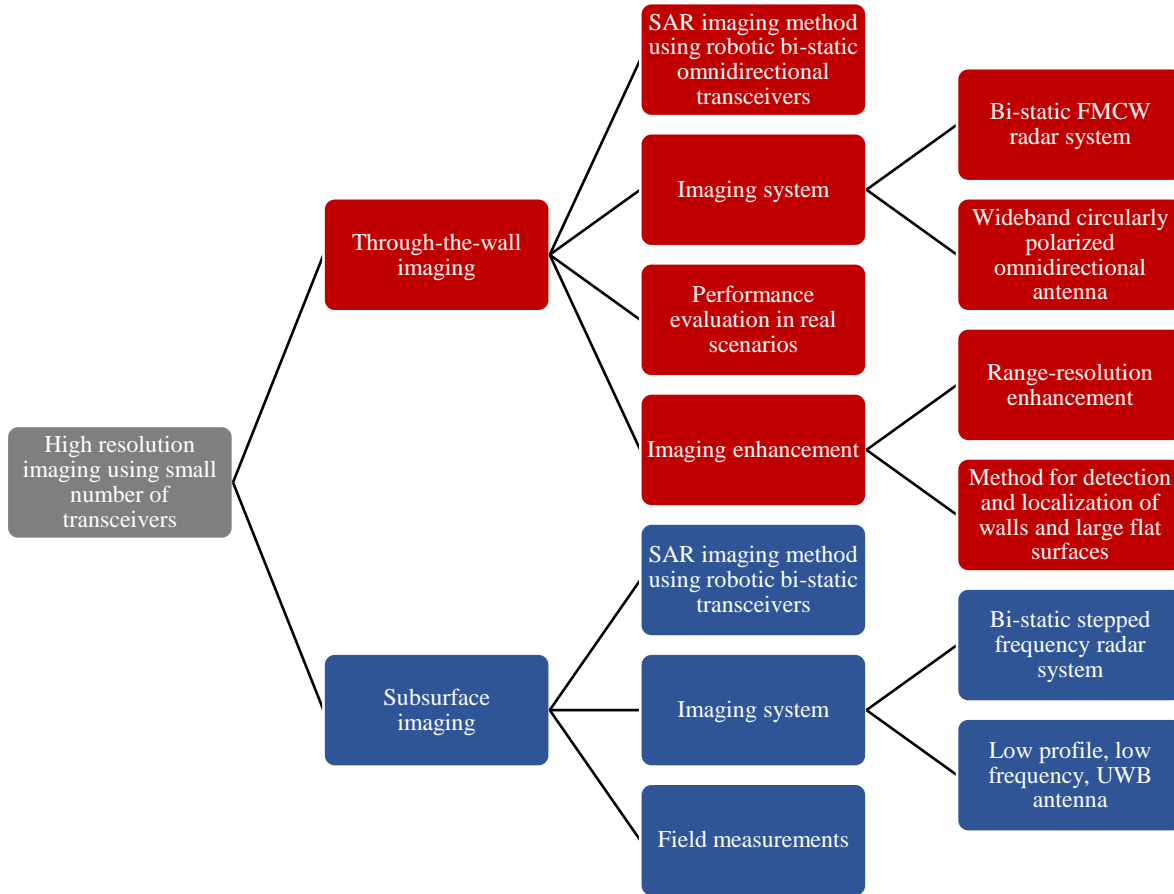 High resolution
imaging using small
number of
transceivers
Through-the-wall
imaging
SAR imaging method
using robotic bi-static
omnidirectional
transceivers
Imaging system
Bi-static FMCW
radar system
Wideband circularly
polarized
omnidirectional
antenna
Performance
evaluation in real
scenarios
Imaging enhancement
Range-resolution
enhancement
Method for detection
and localization of
walls and large flat
surfaces
Subsurface
imaging
SAR imaging method
using robotic bi-static
transceivers
Imaging system
Bi-static stepped
frequency radar
system
Low profile, low
frequency, UWB
antenna
Field measurements